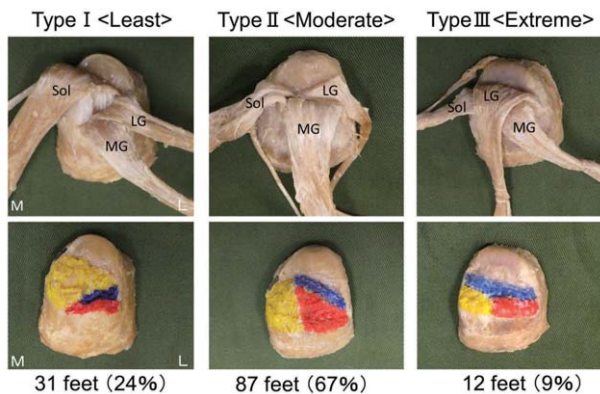 Type Ⅰ <Least>
Type Ⅱ <Moderate>
Type Ⅲ <Extreme>
Sol
LG
MG
M
L
Sol
LG
MG
Sol
LG
MG
M
L
31 feet (24%)
87 feet (67%)
12 feet (9%)